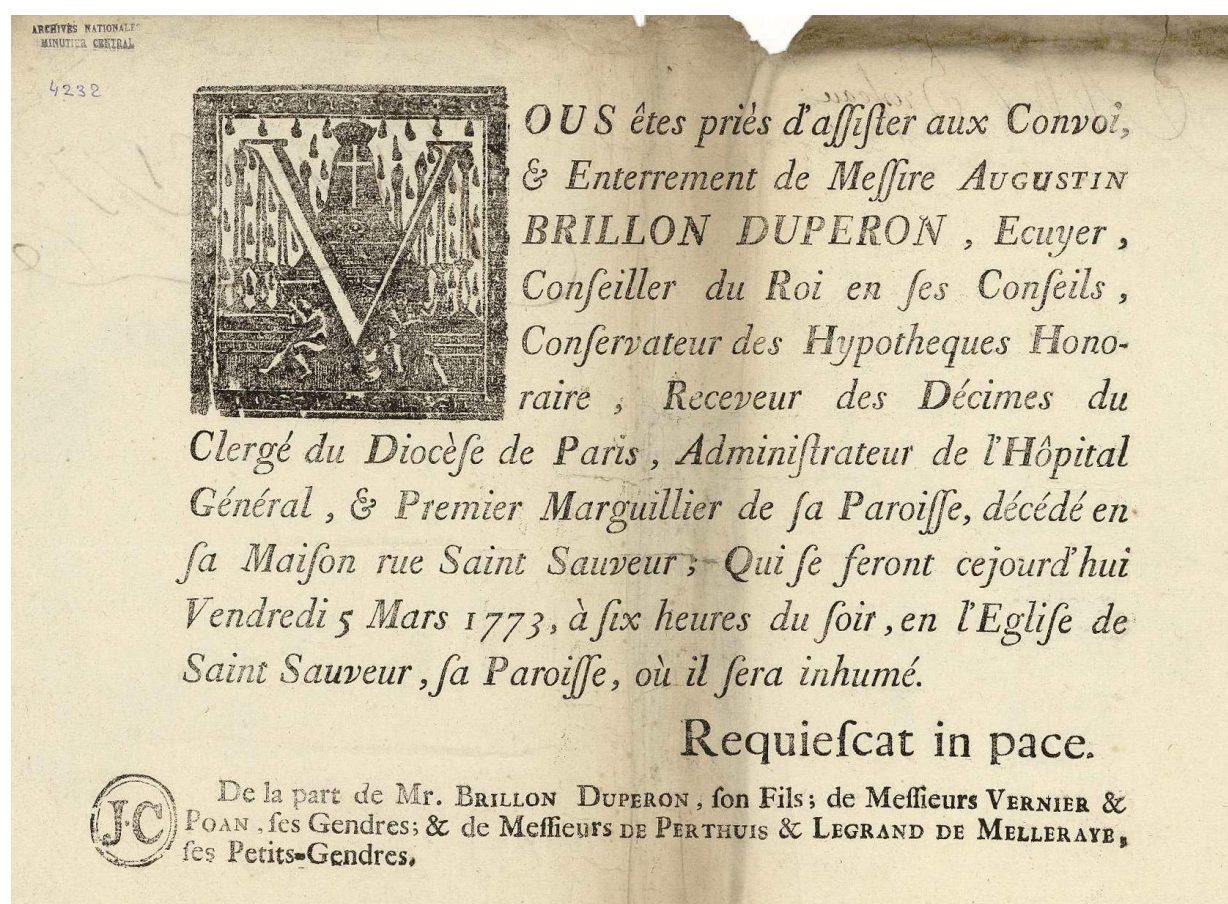 ARCHIVES NATIONALES
MINUTIER CENTRAL
4232
VOUS êtes priès d'aſſiſter aux Convoi,
& Enterrement de Meſſire AUGUSTIN
BRILLON DUPERON, Ecuyer,
Conſeiller du Roi en ſes Conſeils,
Conſervateur des Hypotheques Hono-
raire, Receveur des Décimes du
Clergé du Diocèſe de Paris, Adminiſtrateur de l'Hôpital
Général, & Premier Marguillier de ſa Paroiſſe, décédé en
ſa Maiſon rue Saint Sauveur; Qui ſe feront cejourd'hui
Vendredi 5 Mars 1773, à ſix heures du ſoir, en l'Egliſe de
Saint Sauveur, ſa Paroiſſe, où il ſera inhumé.
Requieſcat in pace.
De la part de Mr. BRILLON DUPERON, ſon Fils; de Meſſieurs VERNIER &
POAN, ſes Gendres; & de Meſſieurs DE PERTHUIS & LEGRAND DE MELLERAYE,
ſes Petits-Gendres.
J.C